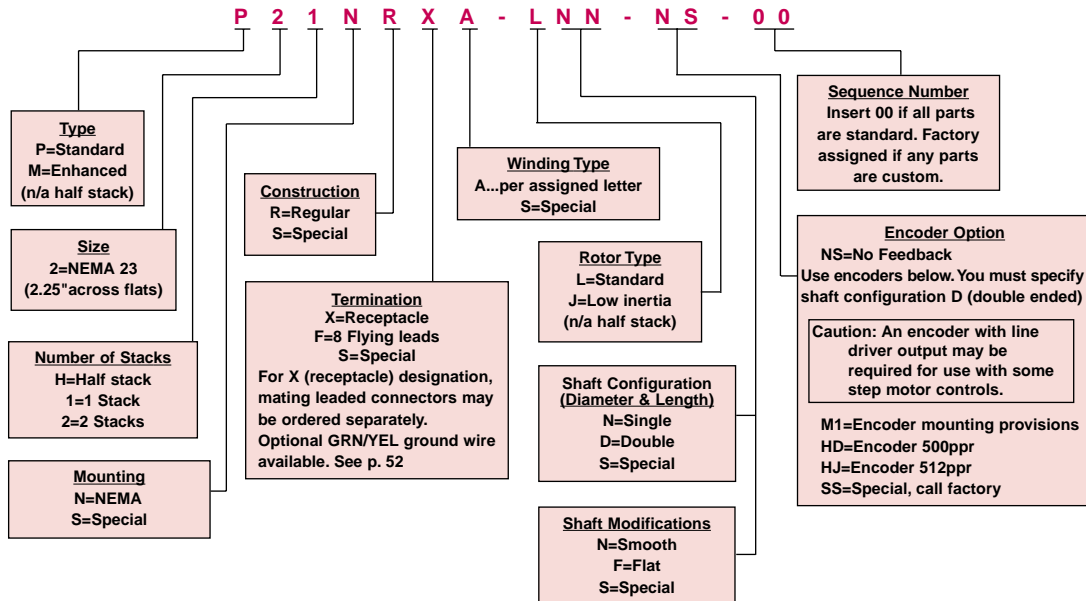 P 2 1 N R X A - L N N - N S - 0 0
Type
P=Standard
M=Enhanced
(n/a half stack)
Size
2=NEMA 23
(2.25"across flats)
Number of Stacks
H=Half stack
1=1 Stack
2=2 Stacks
Mounting
N=NEMA
S=Special
Construction
R=Regular
S=Special
Termination
X=Receptacle
F=8 Flying leads
S=Special
For X (receptacle) designation,
mating leaded connectors may
be ordered separately.
Optional GRN/YEL ground wire
available. See p. 52
Winding Type
A...per assigned letter
S=Special
Rotor Type
L=Standard
J=Low inertia
(n/a half stack)
Shaft Configuration
(Diameter & Length)
N=Single
D=Double
S=Special
Shaft Modifications
N=Smooth
F=Flat
S=Special
Sequence Number
Insert 00 if all parts
are standard. Factory
assigned if any parts
are custom.
Encoder Option
NS=No Feedback
Use encoders below. You must specify
shaft configuration D (double ended)
Caution: An encoder with line
driver output may be
required for use with some
step motor controls.
M1=Encoder mounting provisions
HD=Encoder 500ppr
HJ=Encoder 512ppr
SS=Special, call factory